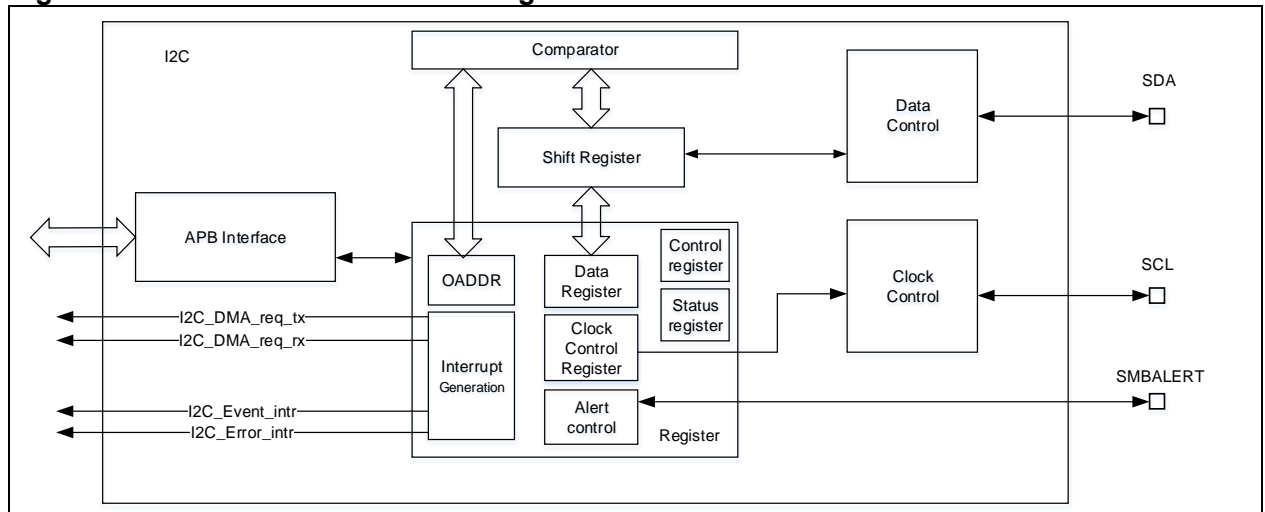 I2C
Comparator
Data
Control
SDA
Shift Register
APB Interface
Control
register
OADDR
Data
Register
Status
register
Clock
Control
SCL
I2C_DMA_req_tx
I2C_DMA_req_rx
Interrupt
Generation
Clock
Control
Register
SMBALERT
I2C_Event_intr
I2C_Error_intr
Alert
control
Register